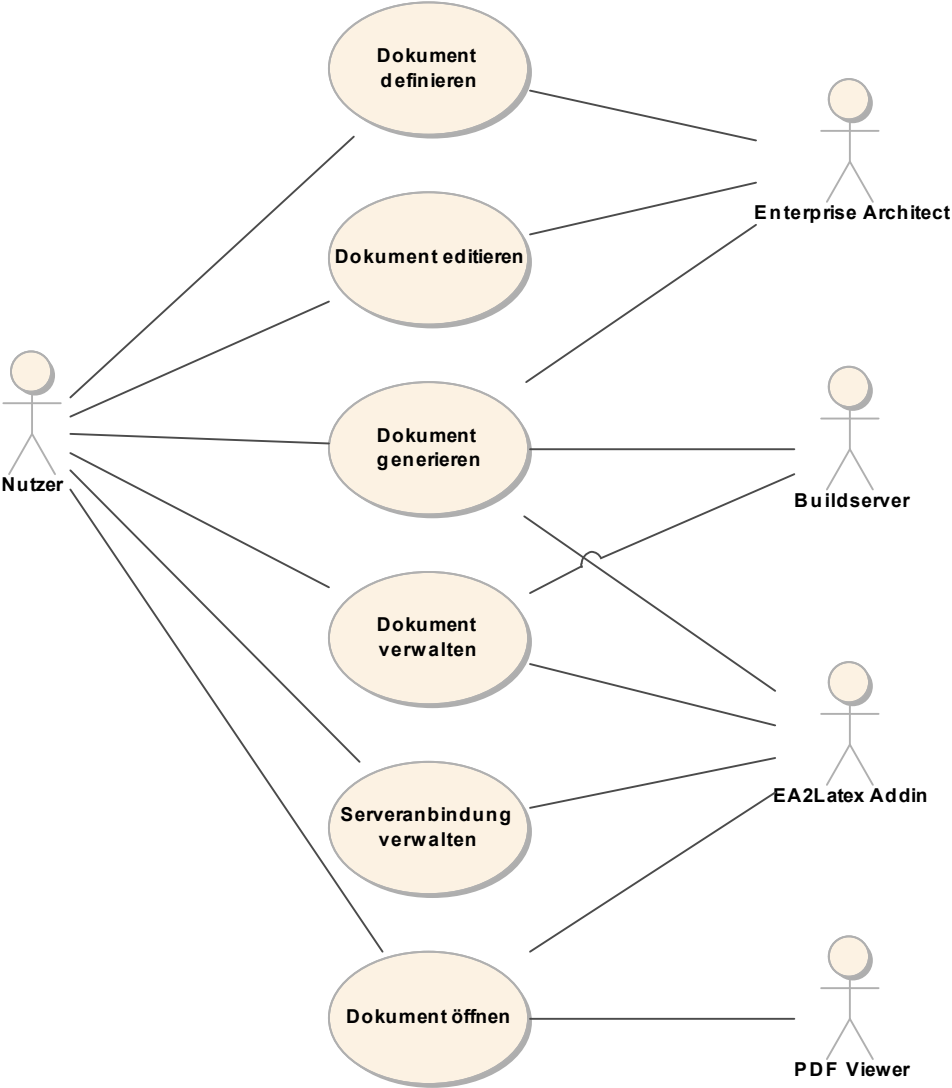 Dokument
definieren
Enterprise Architect
Dokument editieren
Nutzer
Dokument
generieren
Buildserver
Dokument
verwalten
EA2Latex Addin
Serveranbindung
verwalten
Dokument öffnen
PDF Viewer